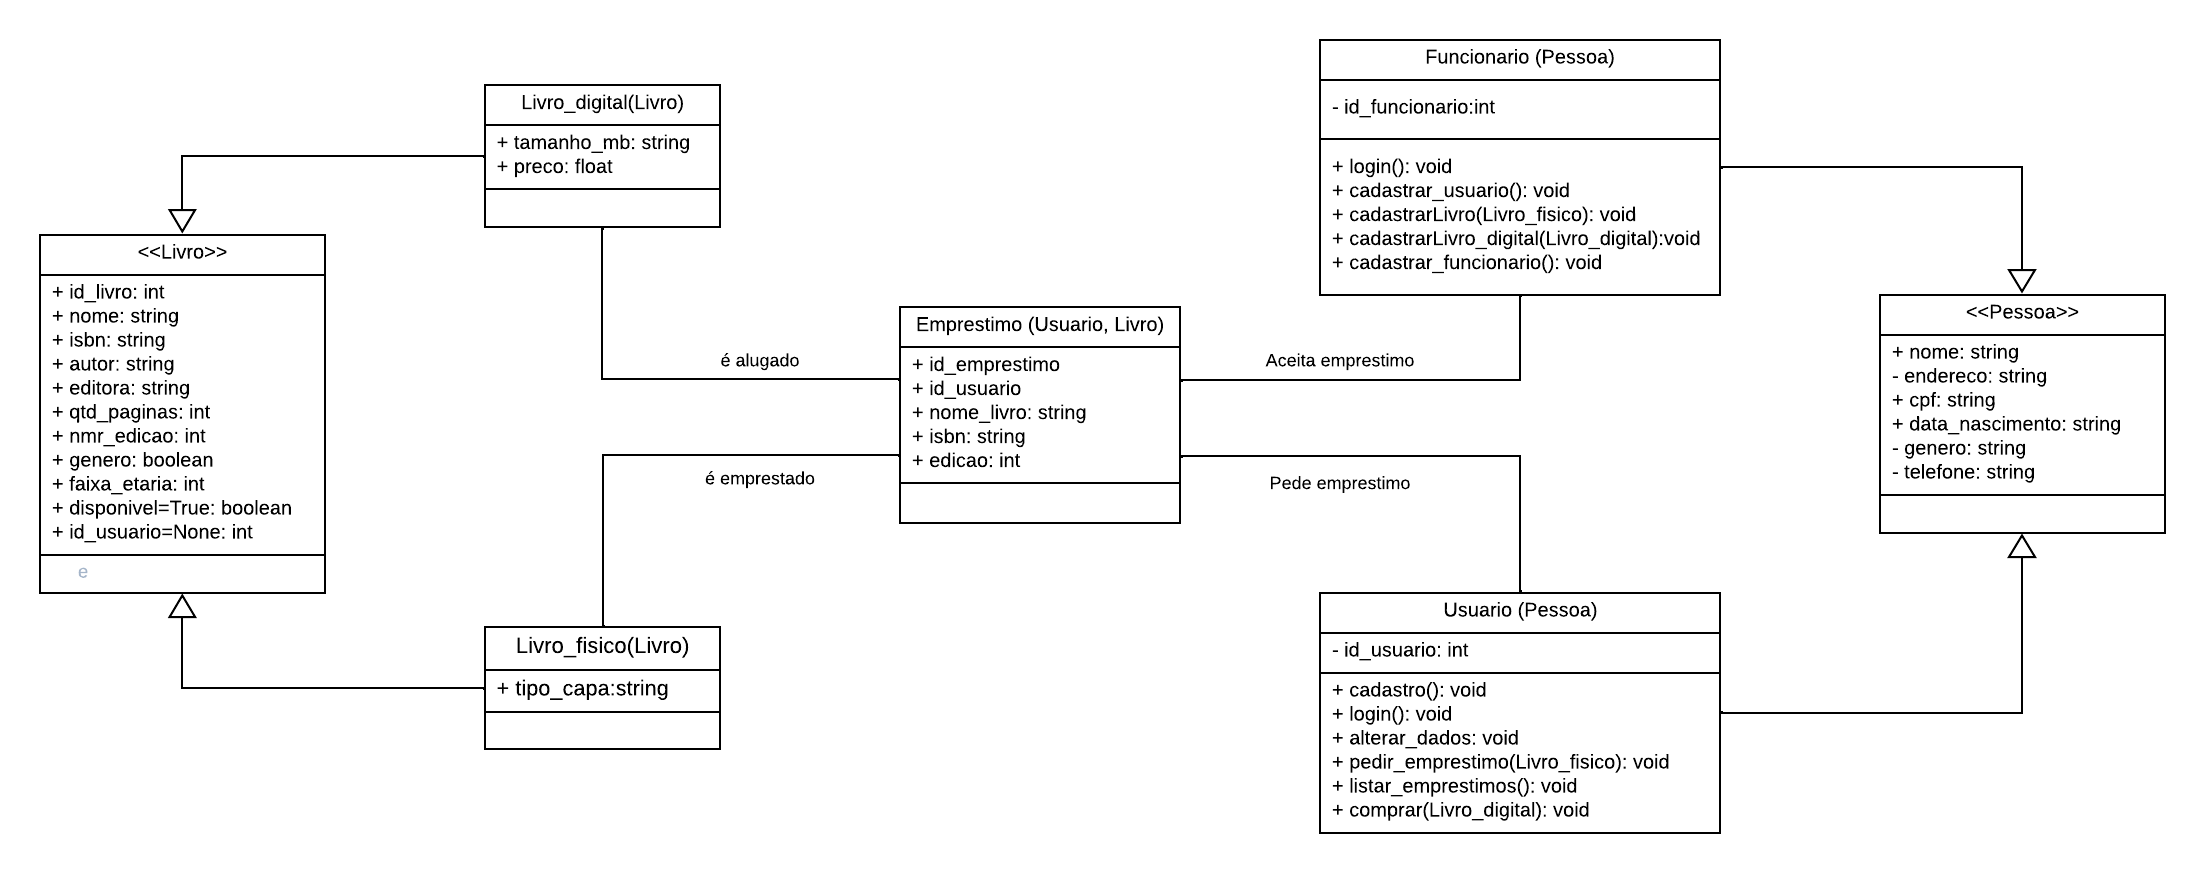 Livro_digital(Livro)
+ tamanho_mb: string
+ preco: float
<<Livro>>
+ id_livro: int
+ nome: string
+ isbn: string
+ autor: string
+ editora: string
+ qtd_paginas: int
+ nmr_edicao: int
+ genero: boolean
+ faixa_etaria: int
+ disponivel=True: boolean
+ id_usuario=None: int
e
Livro_fisico(Livro)
+ tipo_capa:string
é alugado
é emprestado
Emprestimo (Usuario, Livro)
+ id_emprestimo
+ id_usuario
+ nome_livro: string
+ isbn: string
+ edicao: int
Aceita emprestimo
Pede emprestimo
Funcionario (Pessoa)
- id_funcionario:int
+ login(): void
+ cadastrar_usuario(): void
+ cadastrarLivro(Livro_fisico): void
+ cadastrarLivro_digital(Livro_digital):void
+ cadastrar_funcionario(): void
<<Pessoa>>
+ nome: string
- endereco: string
+ cpf: string
+ data_nascimento: string
- genero: string
- telefone: string
Usuario (Pessoa)
- id_usuario: int
+ cadastro(): void
+ login(): void
+ alterar_dados: void
+ pedir_emprestimo(Livro_fisico): void
+ listar_emprestimos(): void
+ comprar(Livro_digital): void